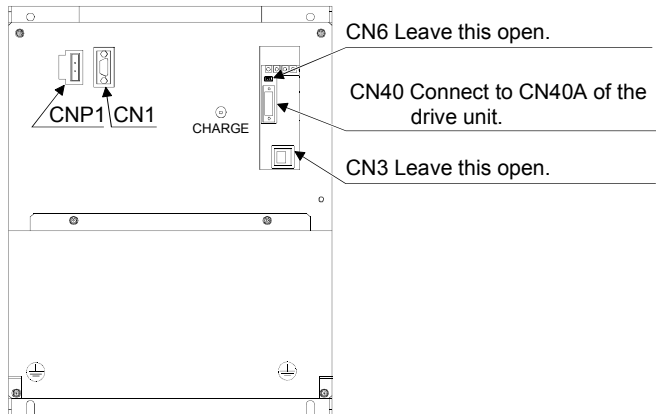 CN6 Leave this open.
CN40 Connect to CN40A of the
drive unit.
CNP1 CN1
CHARGE
CN3 Leave this open.